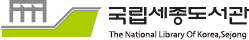 국립세종도서관
The National Library Of Korea,Sejong